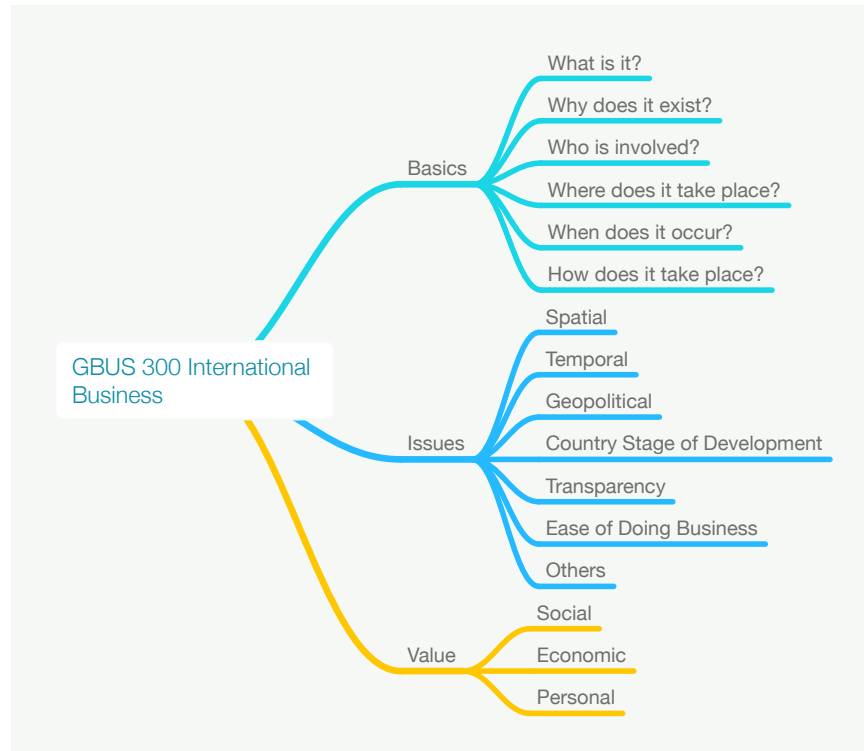 What is it?
Why does it exist?
Who is involved?
Basics
Where does it take place?
When does it occur?
How does it take place?
Spatial
GBUS 300 International
Business
Temporal
Geopolitical
Issues
Country Stage of Development
Transparency
Ease of Doing Business
Others
Social
Value
Economic
Personal